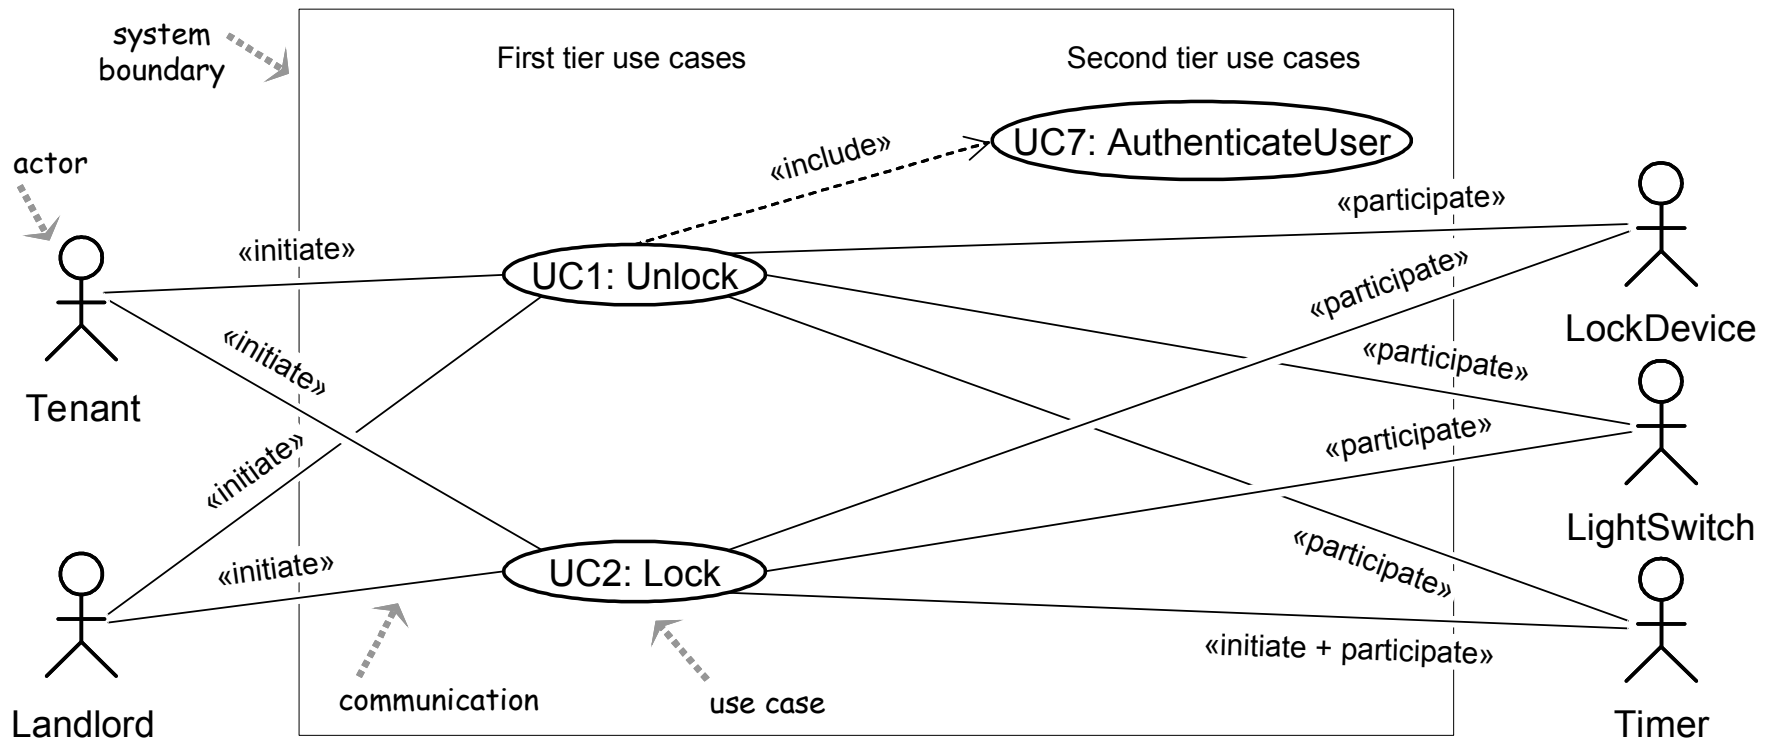 system
boundary
First tier use cases
Second tier use cases
actor
«include»
UC7: AuthenticateUser
«participate»
«initiate»
UC1: Unlock
«participate»
LockDevice
«initiate»
«participate»
Tenant
«initiate»
«participate»
LightSwitch
«initiate»
UC2: Lock
«participate»
«initiate + participate»
communication
use case
Landlord
Timer